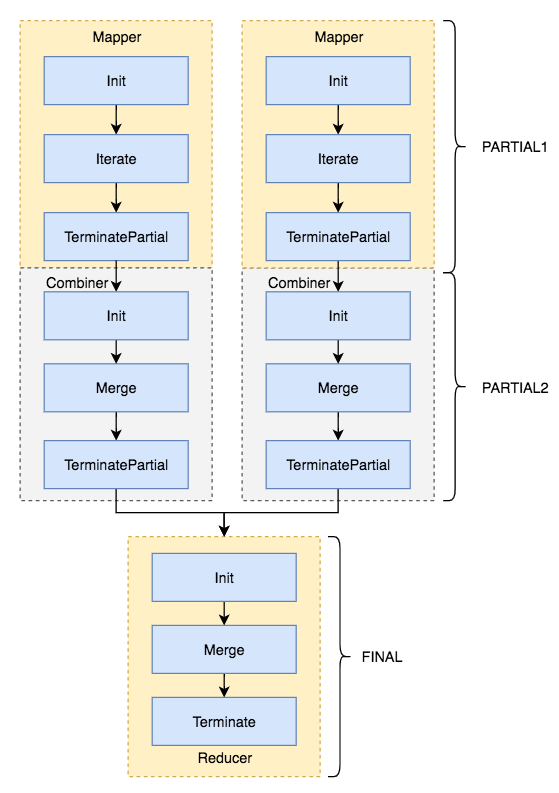 Mapper
Mapper
Init
Init
PARTIAL1
Iterate
Iterate
TerminatePartial
TerminatePartial
Combiner
Combiner
Init
Init
Merge
Merge
PARTIAL2
TerminatePartial
TerminatePartial
Init
Merge
FINAL
Terminate
Reducer